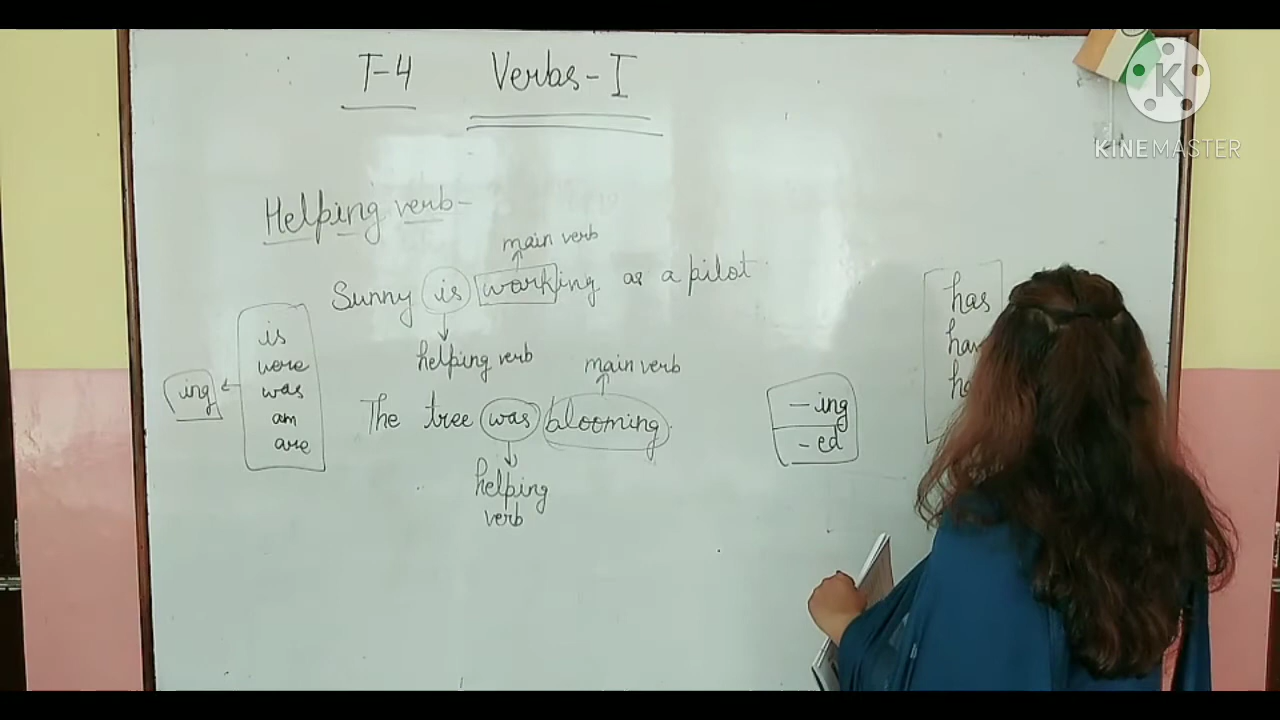 T-4 Verbs-I
Helping verb-
main verb
Sunny is working as a pilot
helping verb
main verb
The tree was blooming.
helping
verb
ing
is
were
was
am
are
-ing
-ed
has
KINEMASTER